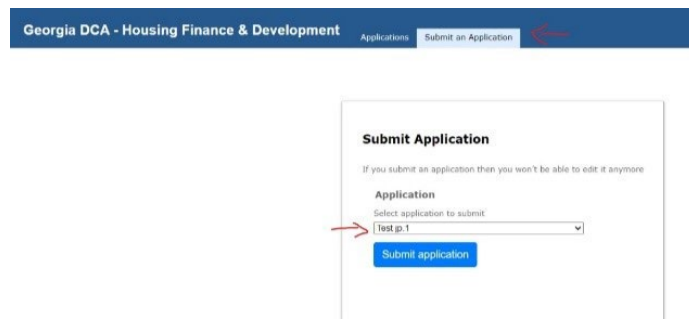 Georgia DCA - Housing Finance & Development Applications Submit an Application
Submit Application
If you submit an application then you won't be able to edit it anymore
Application
Select application to submit
Test jp.1
Submit application